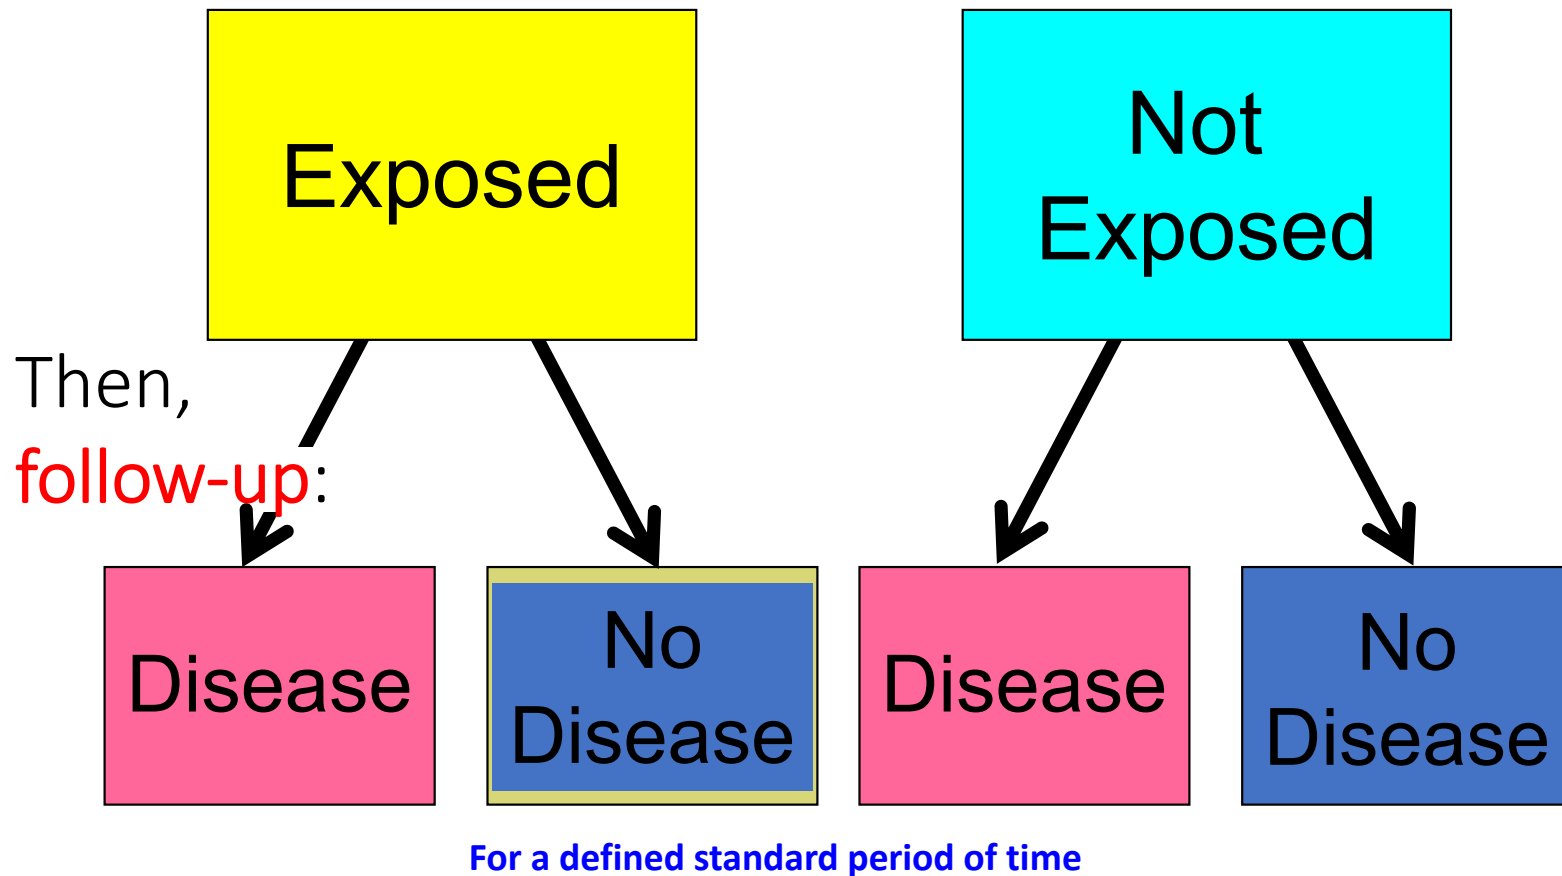 Exposed
Not
Exposed
Then,
follow-up:
Disease
No
Disease
Disease
No
Disease
For a defined standard period of time